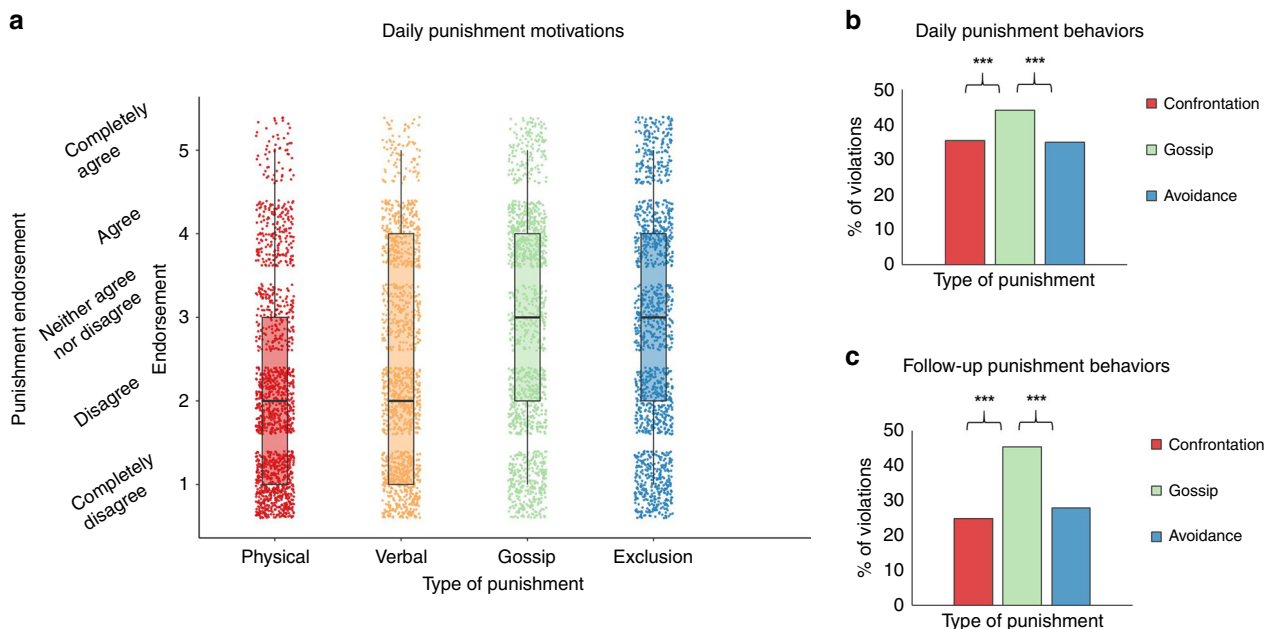 a
Daily punishment motivations
Punishment endorsement
Completely
agree
Agree
Neither agree
nor disagree
Disagree
Completely
disagree
Endorsement
5
4
3
2
1
Physical
Verbal
Gossip
Exclusion
Type of punishment
b
Daily punishment behaviors
***
***
% of violations
50
40
30
20
10
0
Type of punishment
Confrontation
Gossip
Avoidance
c
Follow-up punishment behaviors
***
***
% of violations
50
40
30
20
10
0
Type of punishment
Confrontation
Gossip
Avoidance